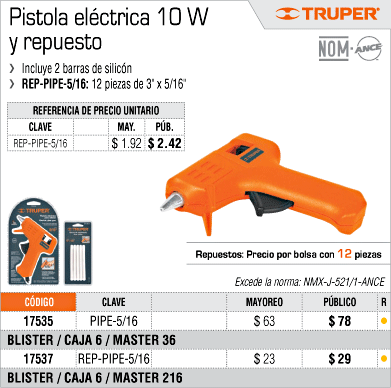 Pistola eléctrica 10 W
y repuesto
TRUPER®
NOM-ANCE
› Incluye 2 barras de silicón
› REP-PIPE-5/16: 12 piezas de 3" x 5/16"
REFERENCIA DE PRECIO UNITARIO
CLAVE MAY. PÚB.
REP-PIPE-5/16 $ 1.92 $ 2.42
TRUPER
Repuestos: Precio por bolsa con 12 piezas
Excede la norma: NMX-J-521/1-ANCE
CÓDIGO CLAVE MAYOREO PÚBLICO R
17535 PIPE-5/16 $ 63 $ 78
BLISTER / CAJA 6 / MASTER 36
17537 REP-PIPE-5/16 $ 23 $ 29
BLISTER / CAJA 6 / MASTER 216